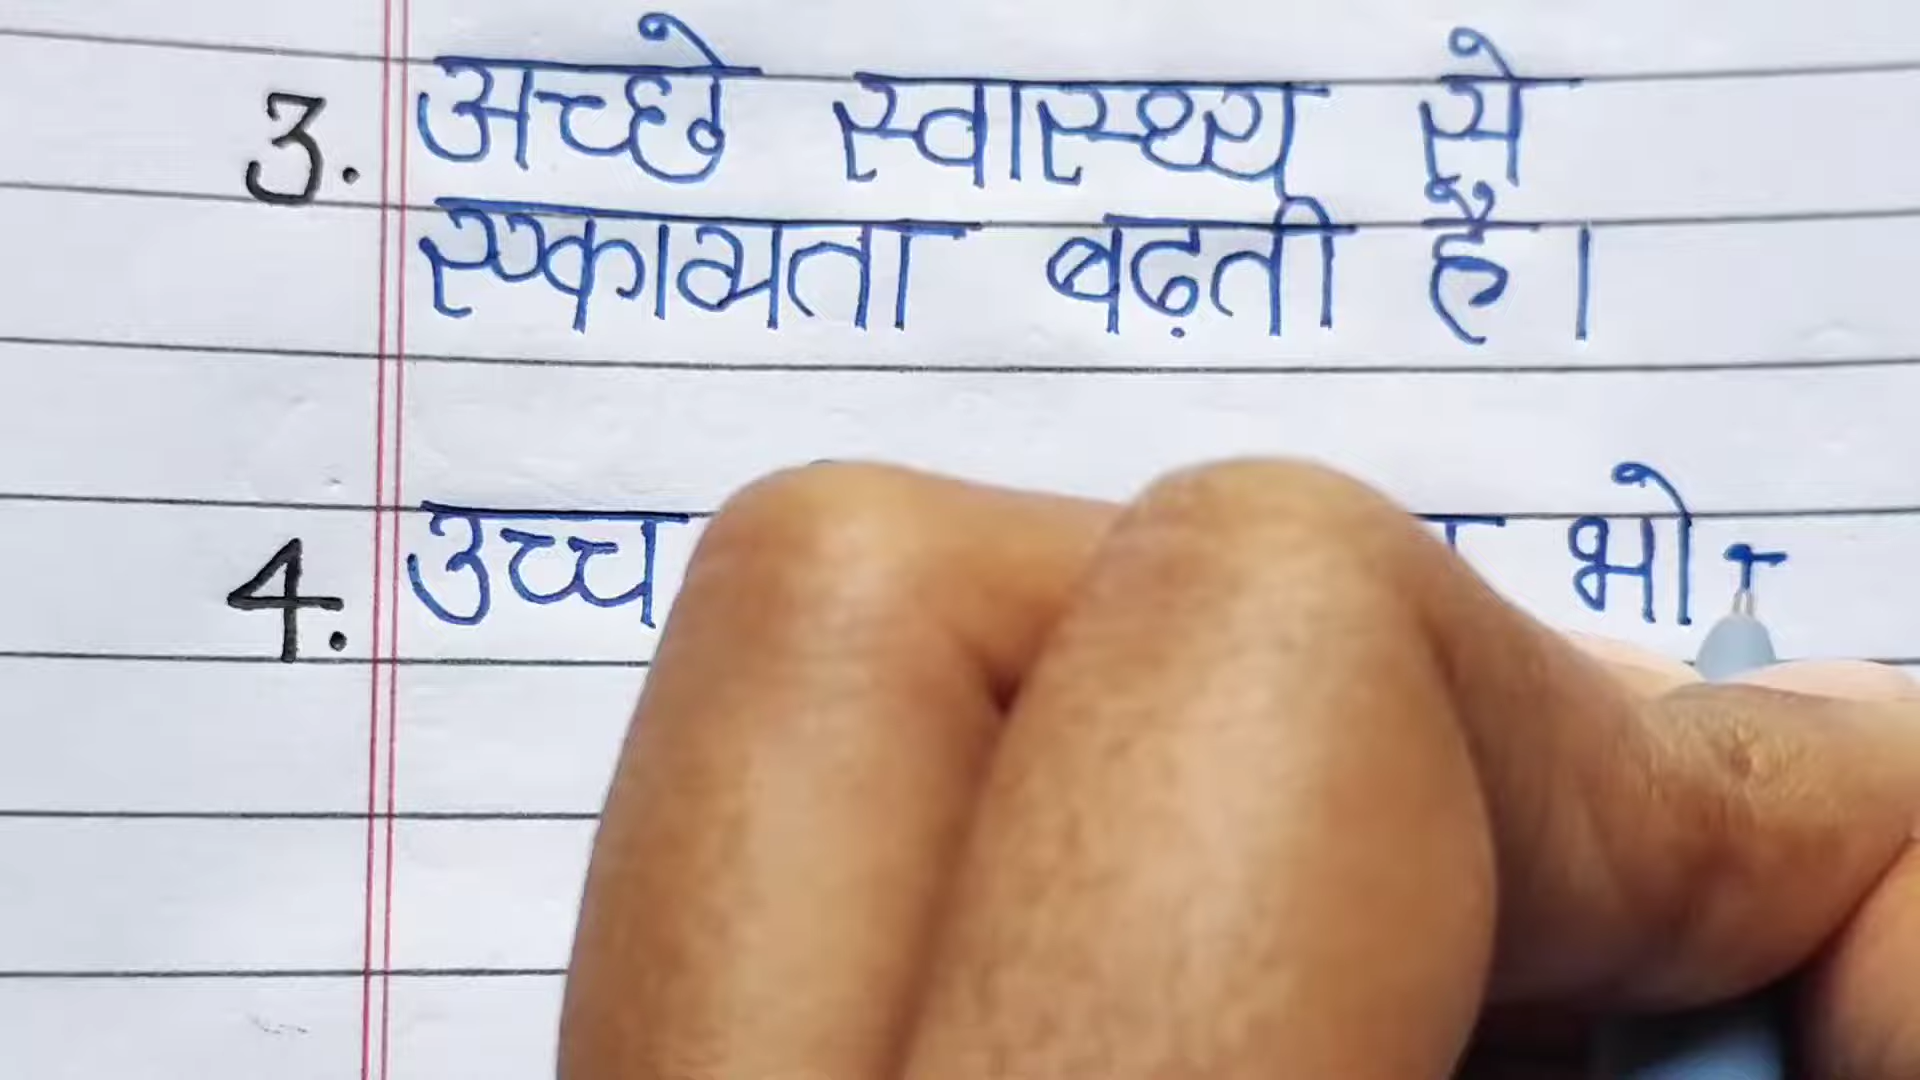 3. अच्छे स्वास्थ्य से
एकाग्रता बढ़ती है।
4. उच्च भो